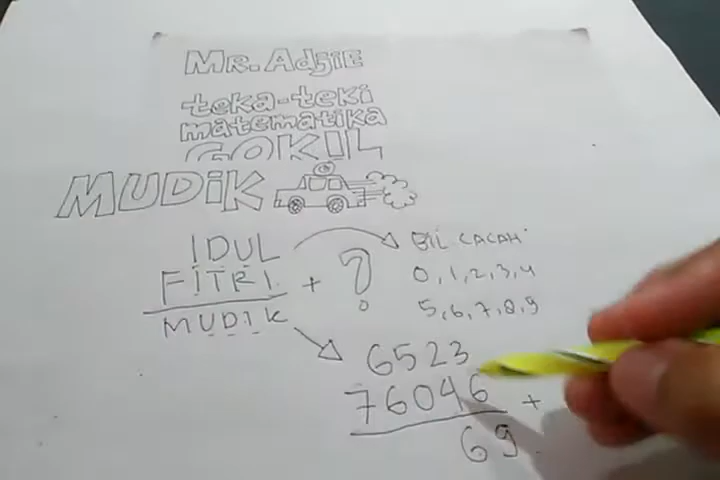 MR. AdjiE
teka-teki
matematika
GOKIL
MUDiK
IDUL
FITRI +
MUDIK
?
BIL CACAH
0,1,2,3,4
5,6,7,8,9
6523
76046 +
69